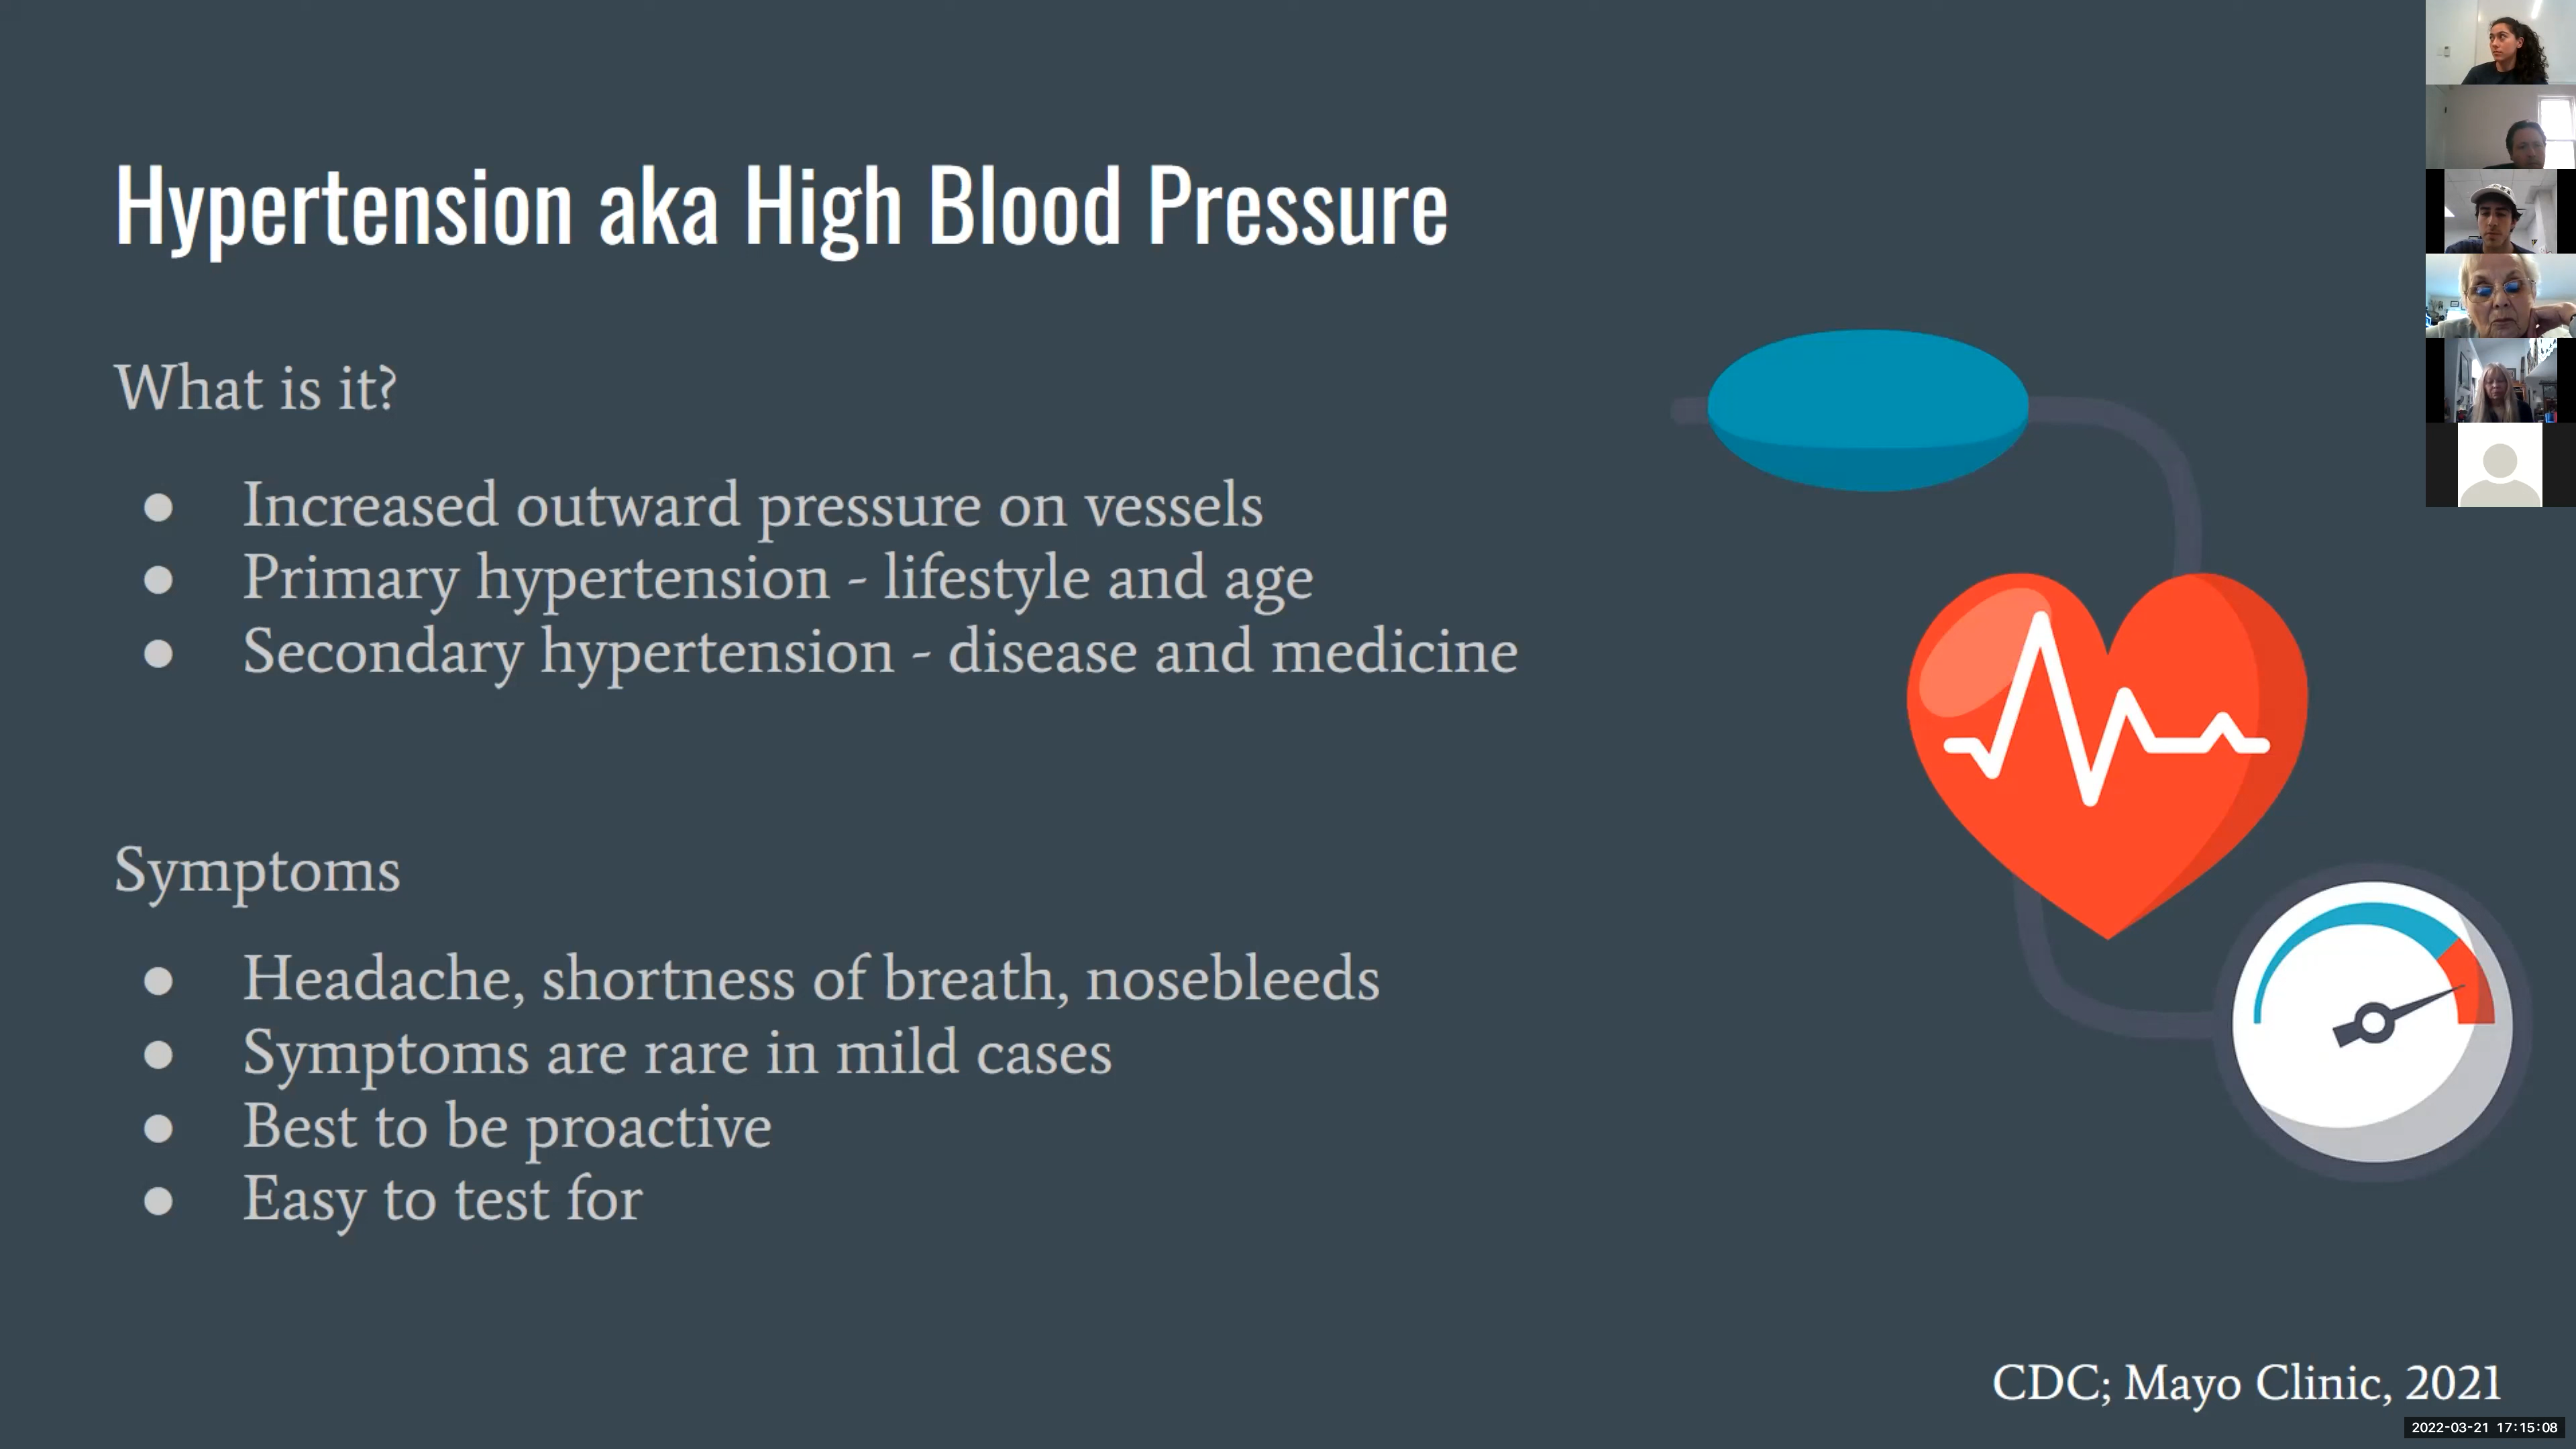 Hypertension aka High Blood Pressure
What is it?
● Increased outward pressure on vessels
● Primary hypertension - lifestyle and age
● Secondary hypertension - disease and medicine
Symptoms
● Headache, shortness of breath, nosebleeds
● Symptoms are rare in mild cases
● Best to be proactive
● Easy to test for
CDC; Mayo Clinic, 2021
2022-03-21 17:15:08